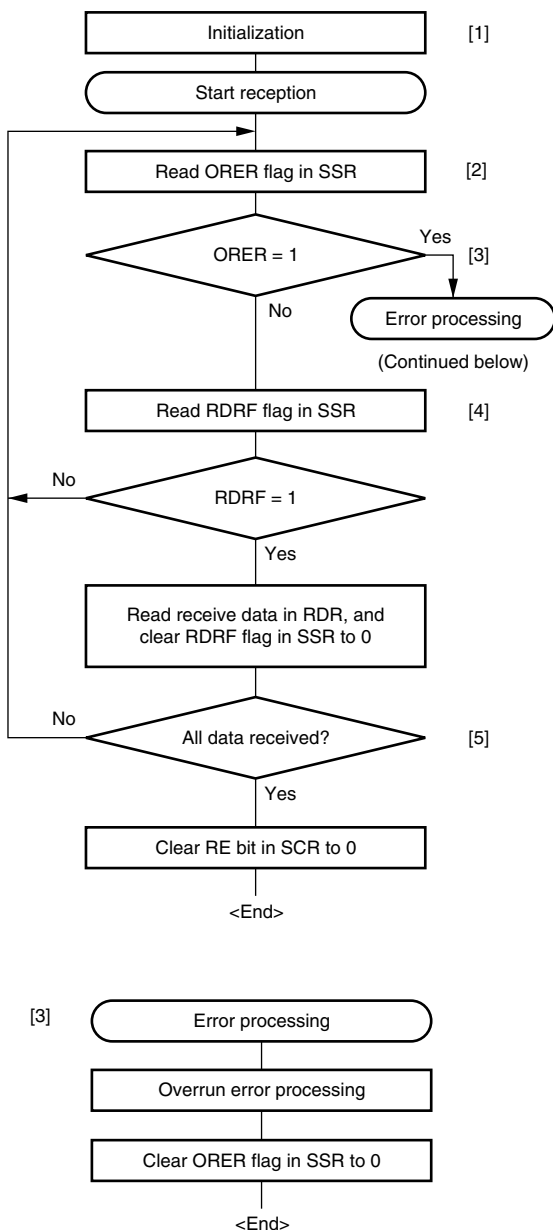 Initialization
[1]
Start reception
Read ORER flag in SSR
[2]
Yes
ORER = 1
[3]
No
Error processing
(Continued below)
Read RDRF flag in SSR
[4]
No
RDRF = 1
Yes
Read receive data in RDR, and
clear RDRF flag in SSR to 0
No
All data received?
[5]
Yes
Clear RE bit in SCR to 0
<End>
[3]
Error processing
Overrun error processing
Clear ORER flag in SSR to 0
<End>